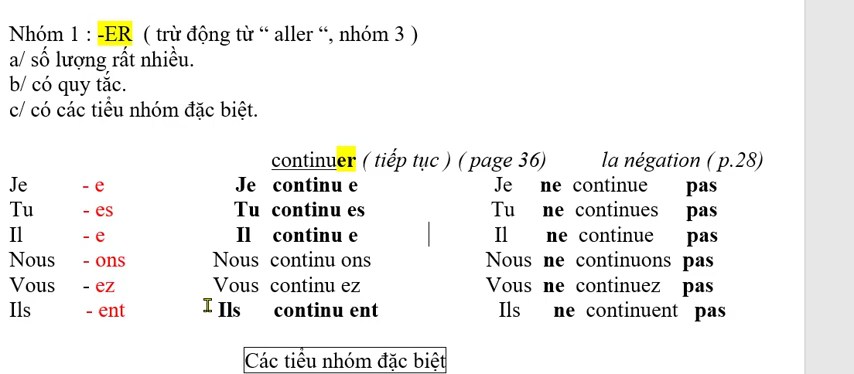 Nhóm 1 : -ER ( trừ động từ “ aller “, nhóm 3 )
a/ số lượng rất nhiều.
b/ có quy tắc.
c/ có các tiểu nhóm đặc biệt.
continuer ( tiếp tục ) ( page 36) la négation ( p.28)
Je - e Je continu e Je ne continue pas
Tu - es Tu continu es Tu ne continues pas
Il - e Il continu e Il ne continue pas
Nous - ons Nous continu ons Nous ne continuons pas
Vous - ez Vous continu ez Vous ne continuez pas
Ils - ent Ils continu ent Ils ne continuent pas
Các tiểu nhóm đặc biệt